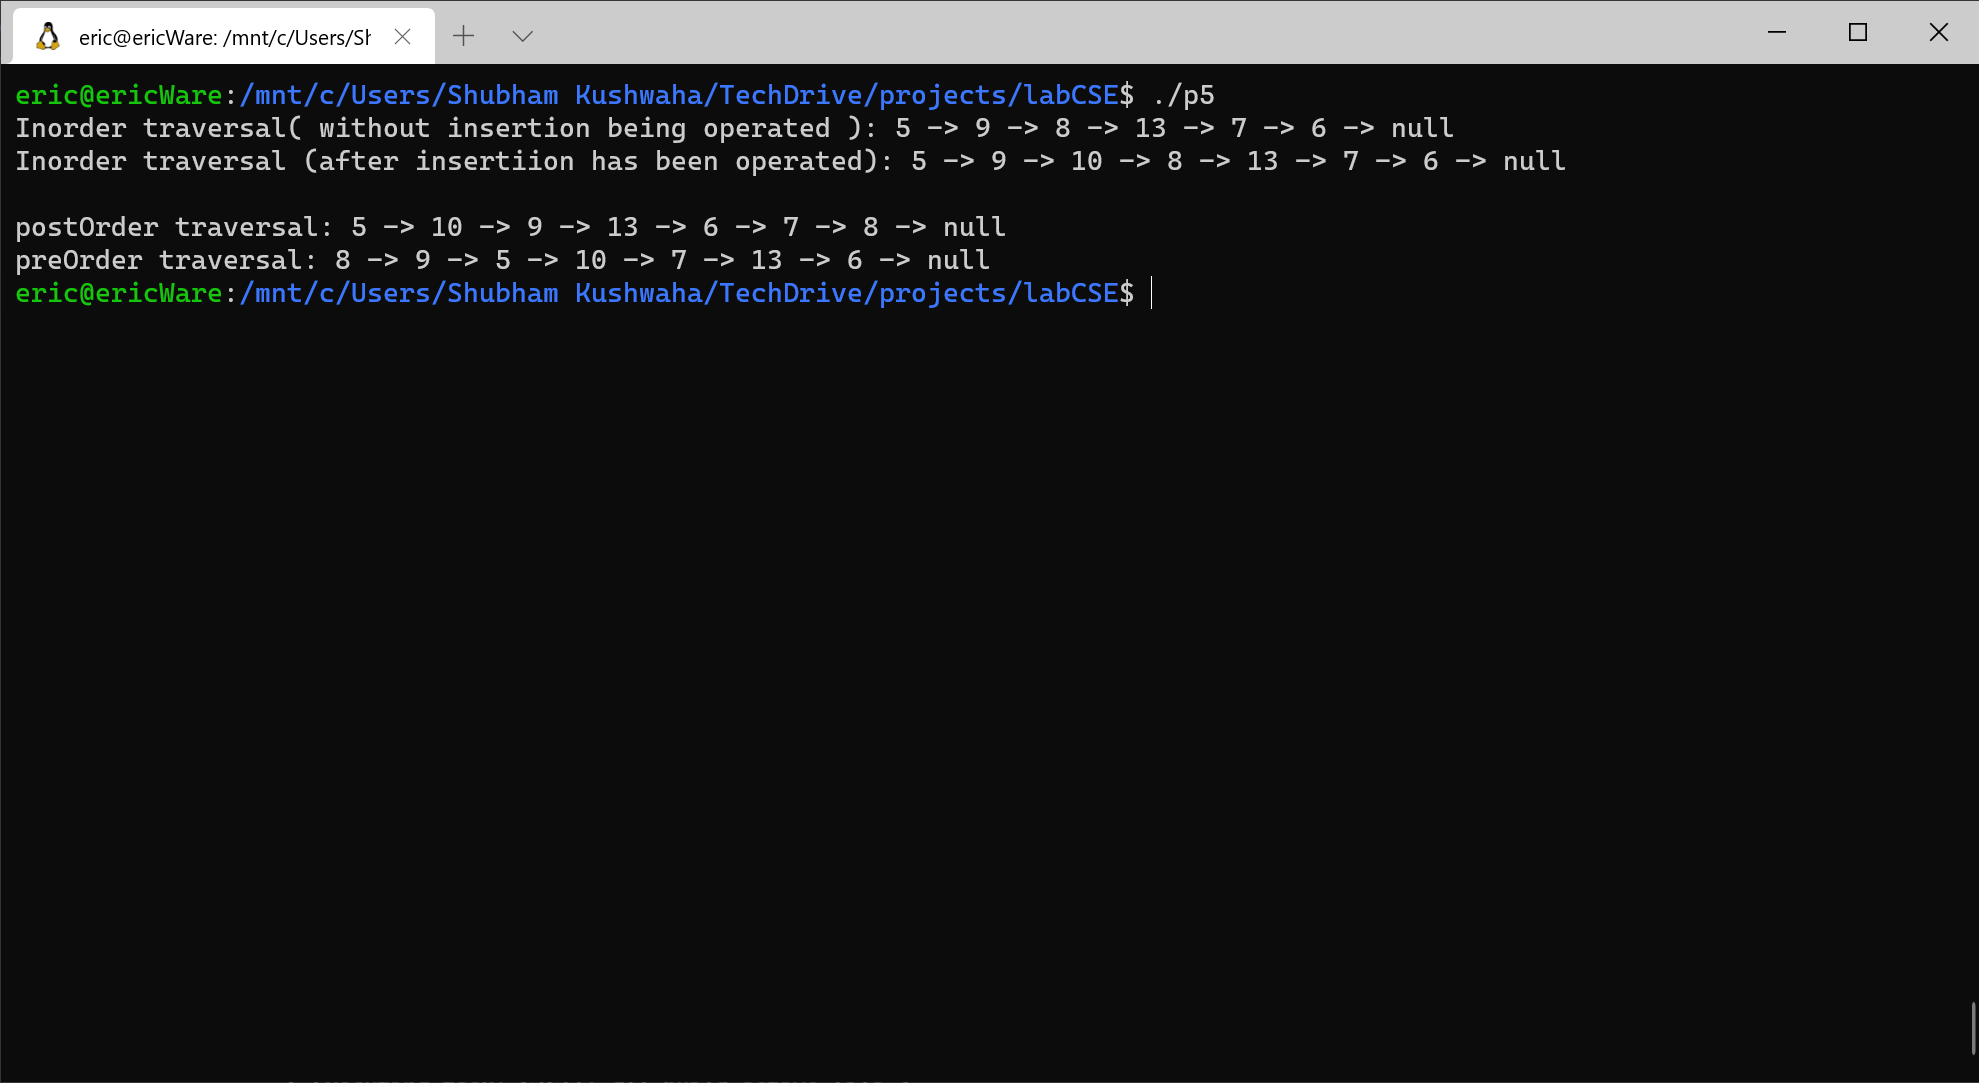 eric@ericWare: /mnt/c/Users/Sh
eric@ericWare:/mnt/c/Users/Shubham Kushwaha/TechDrive/projects/labCSE$ ./p5
Inorder traversal( without insertion being operated ): 5 -> 9 -> 8 -> 13 -> 7 -> 6 -> null
Inorder traversal (after insertiion has been operated): 5 -> 9 -> 10 -> 8 -> 13 -> 7 -> 6 -> null
postOrder traversal: 5 -> 10 -> 9 -> 13 -> 6 -> 7 -> 8 -> null
preOrder traversal: 8 -> 9 -> 5 -> 10 -> 7 -> 13 -> 6 -> null
eric@ericWare:/mnt/c/Users/Shubham Kushwaha/TechDrive/projects/labCSE$